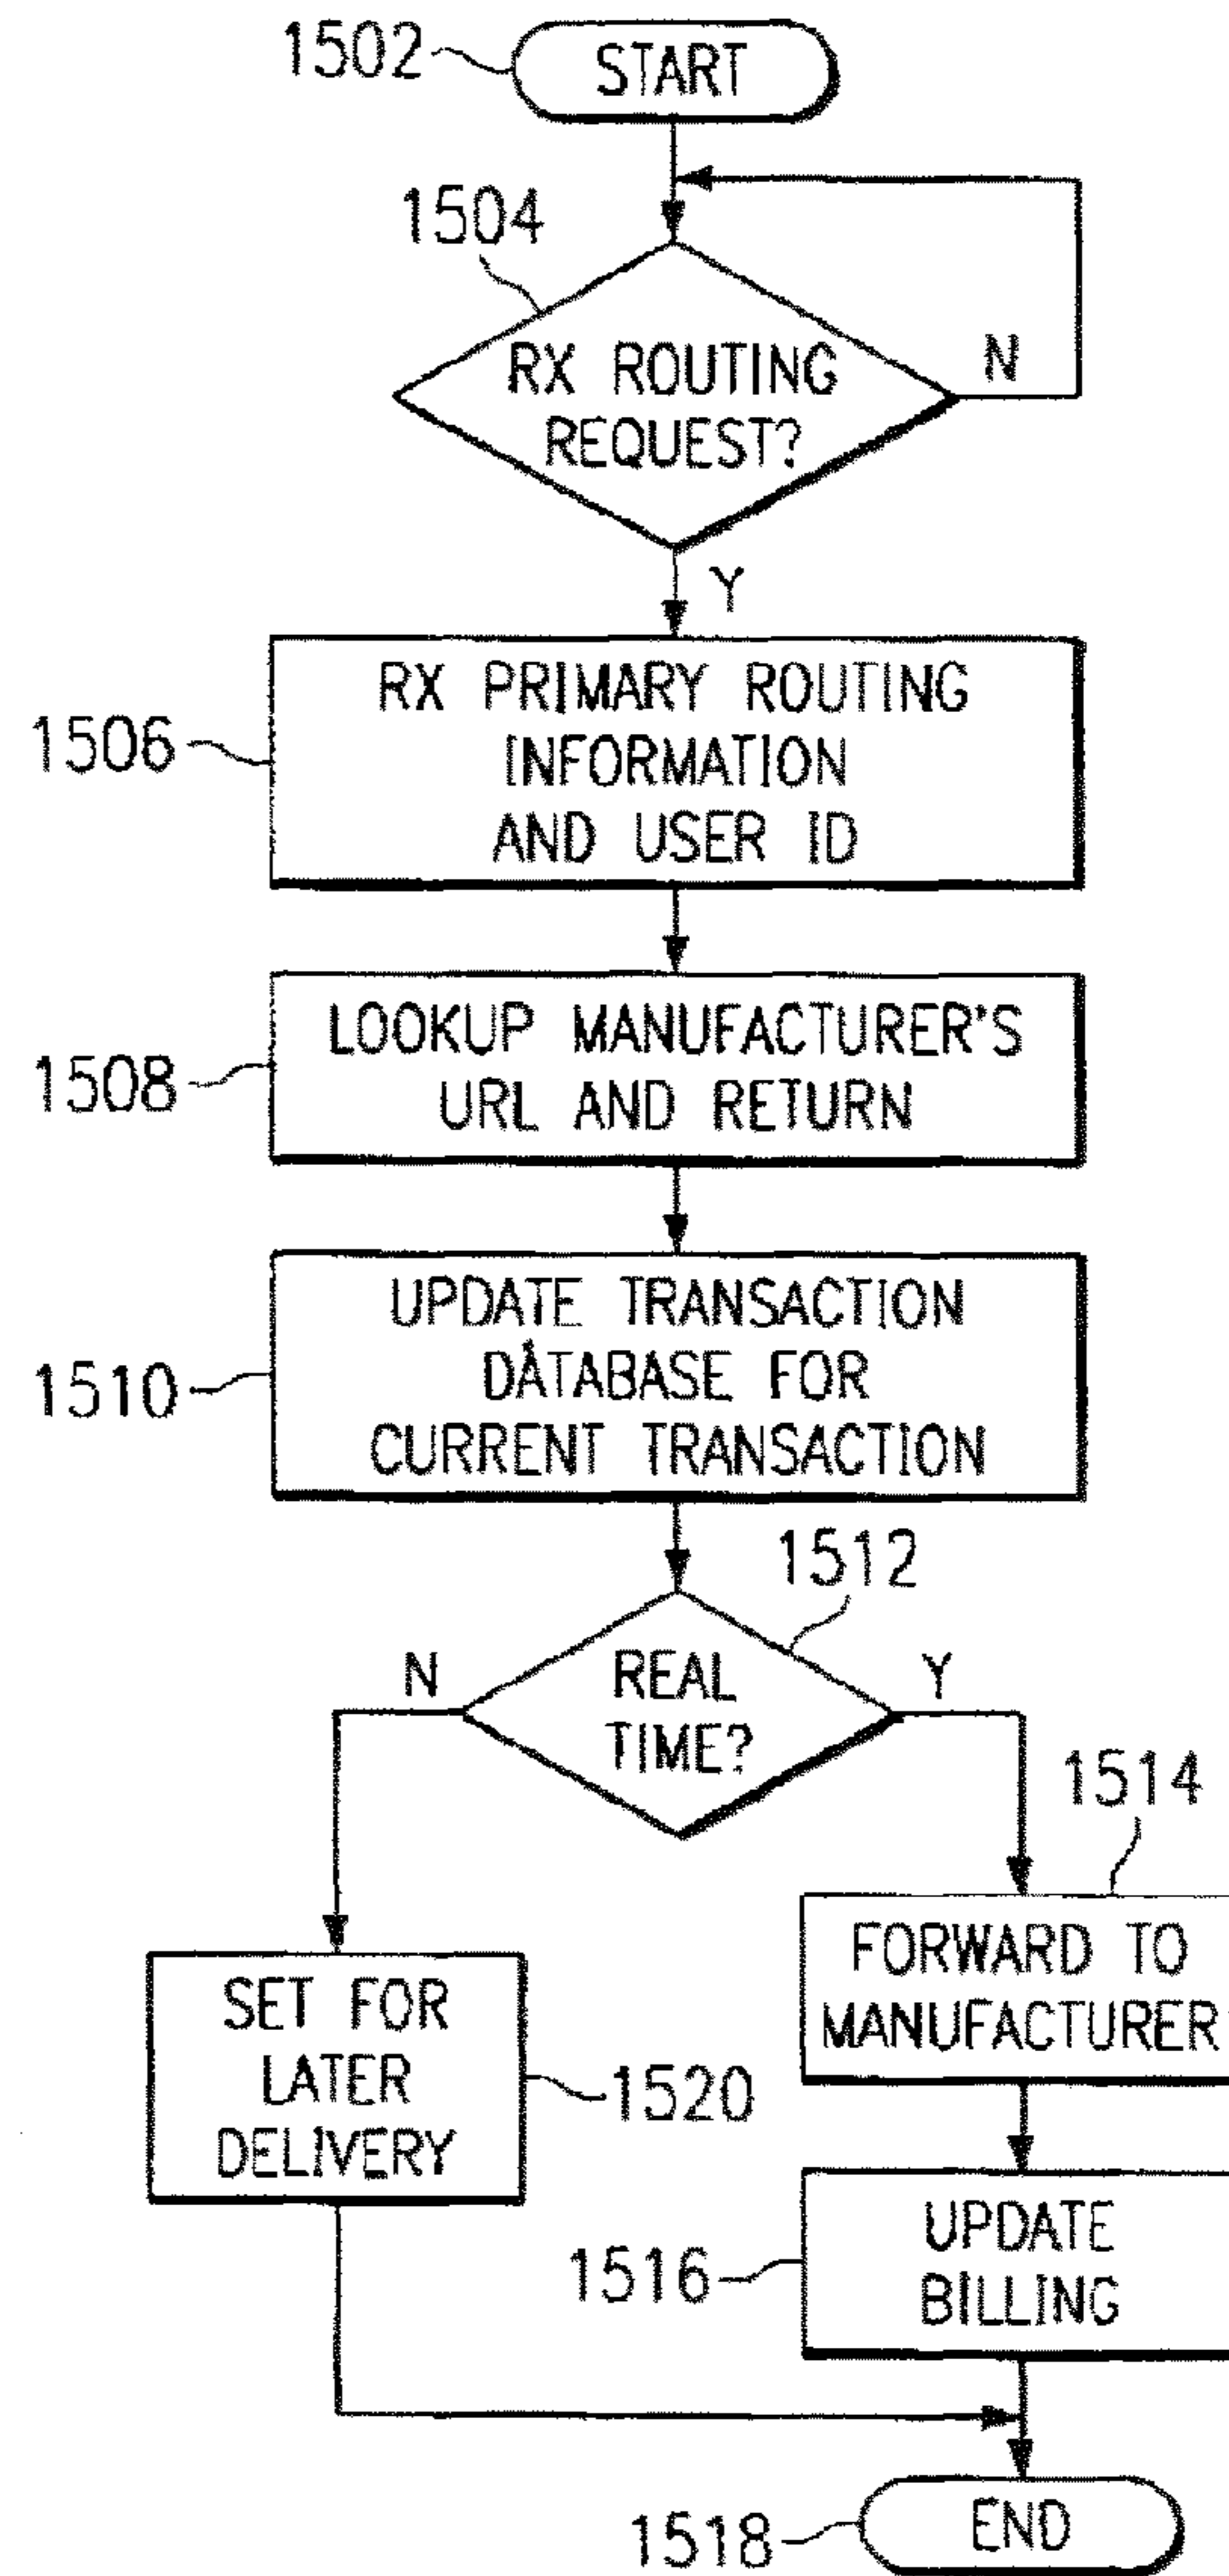 1502
START
1504
RX ROUTING
REQUEST?
N
Y
1506
RX PRIMARY ROUTING
INFORMATION
AND USER ID
1508
LOOKUP MANUFACTURER'S
URL AND RETURN
1510
UPDATE TRANSACTION
DATABASE FOR
CURRENT TRANSACTION
1512
N
REAL
TIME?
Y
1514
FORWARD TO
MANUFACTURER
SET FOR
LATER
DELIVERY
1520
1516
UPDATE
BILLING
1518
END